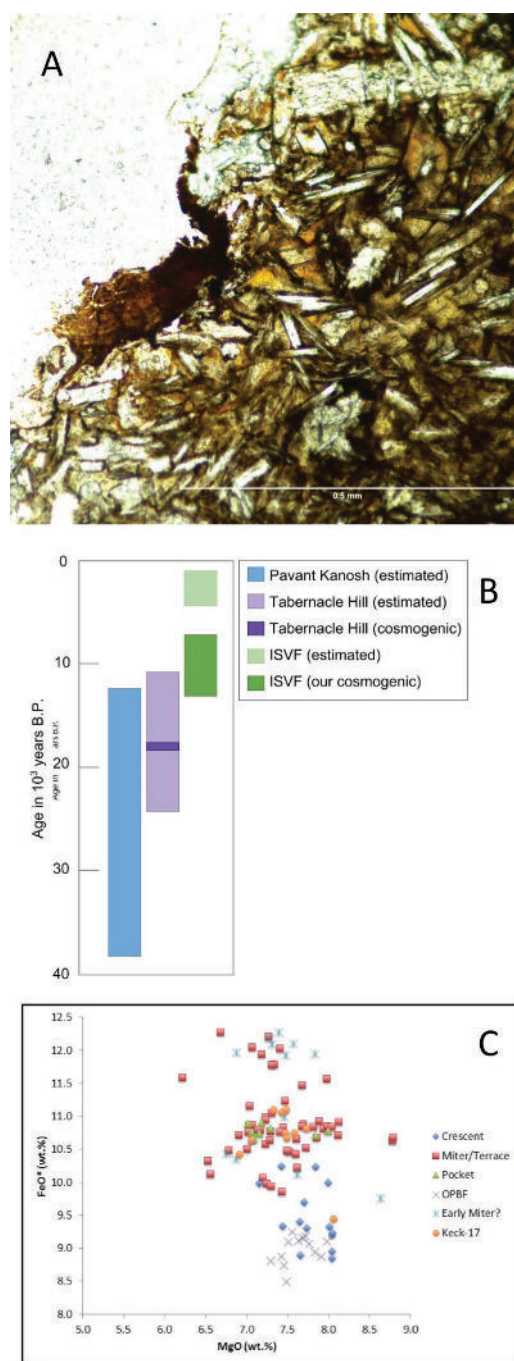 A
0.5 mm
B
0
10
20
30
40
Age in 10³ years B.P.
Age in
ars B.P.
Pavant Kanosh (estimated)
Tabernacle Hill (estimated)
Tabernacle Hill (cosmogenic)
ISVF (estimated)
ISVF (our cosmogenic)
C
12.5
12.0
11.5
11.0
10.5
10.0
9.5
9.0
8.5
8.0
FeO* (wt.%)
5.0 5.5 6.0 6.5 7.0 7.5 8.0 8.5 9.0
MgO (wt.%)
Crescent
Miter/Terrace
Pocket
OPBF
Early Miter?
Keck-17